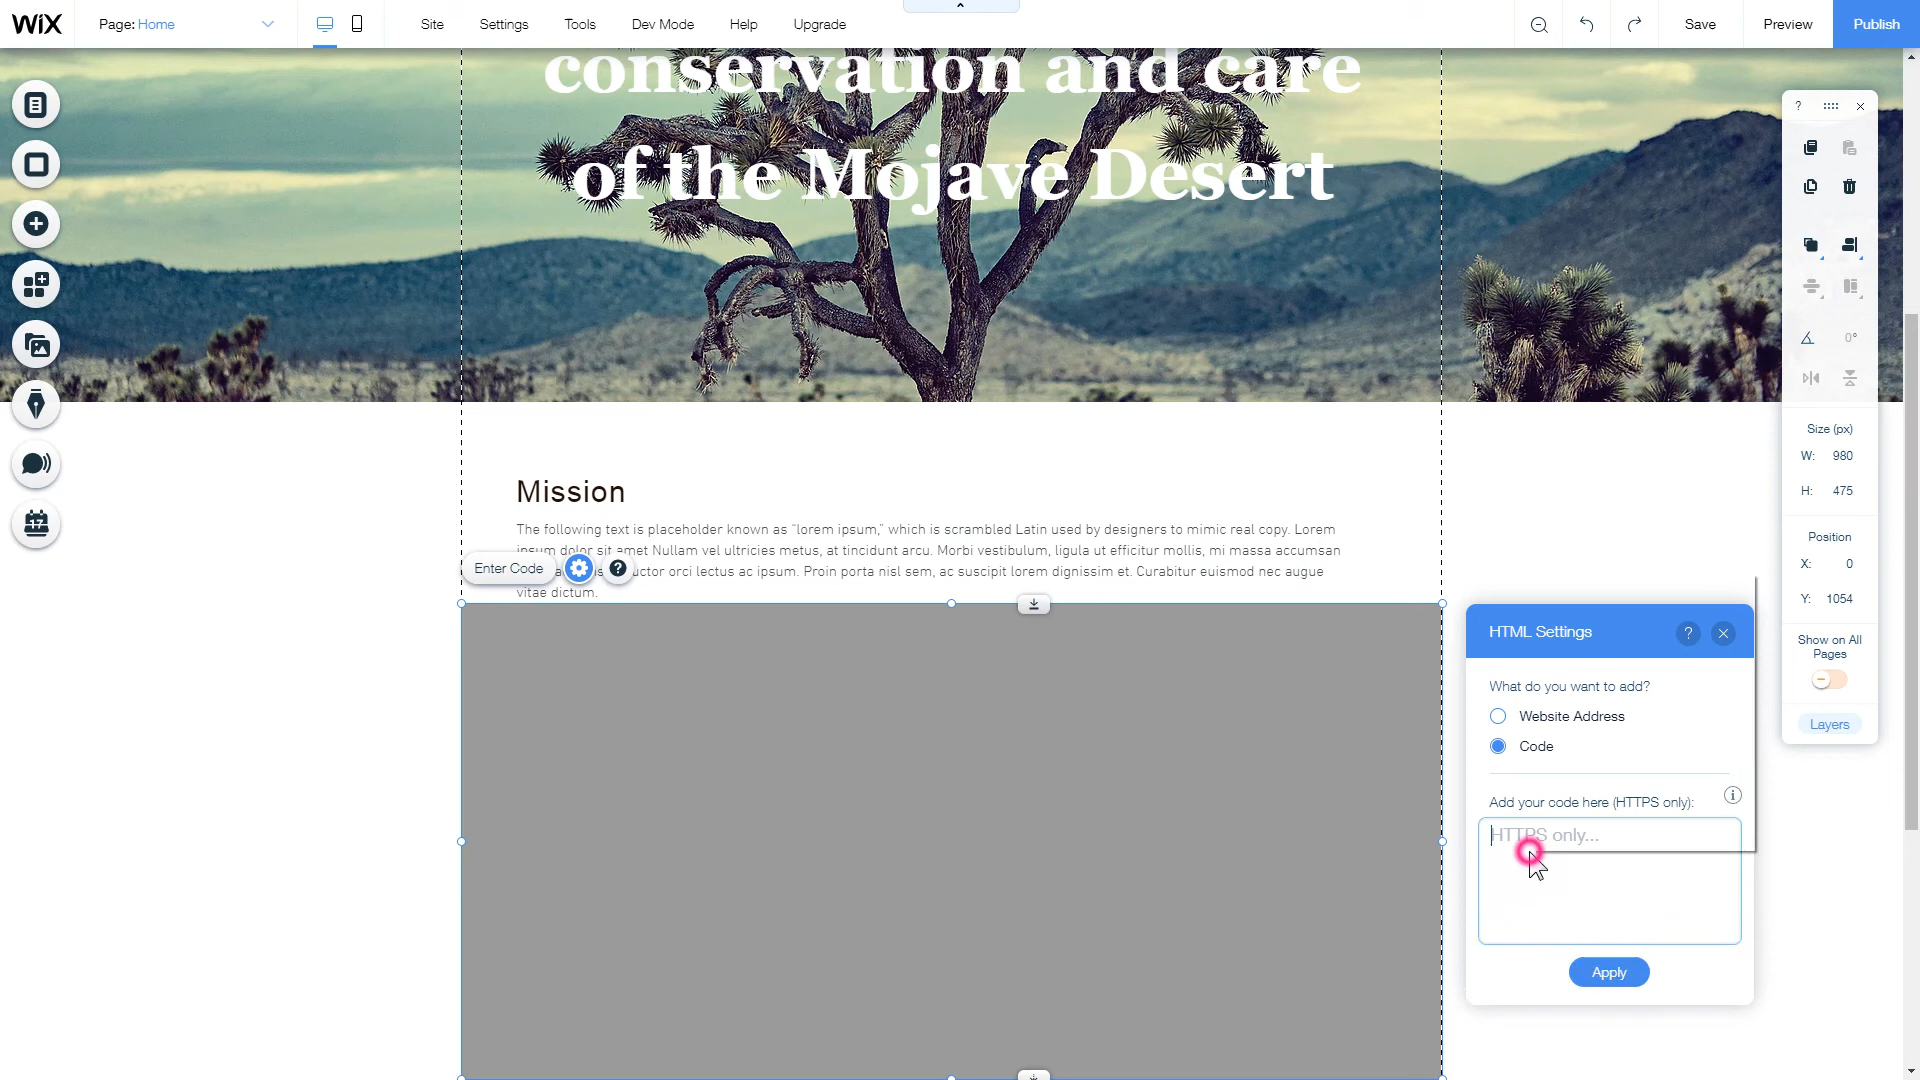 WiX
Page: Home
Site
Settings
Tools
Dev Mode
Help
Upgrade
Save
Preview
Publish
conservation and care
of the Mojave Desert
?
0°
Size (px)
W: 980
H: 475
Position
X: 0
Y: 1054
Show on All
Pages
Layers
17
Mission
The following text is placeholder known as “lorem ipsum,” which is scrambled Latin used by designers to mimic real copy. Lorem
ipsum dolor sit amet Nullam vel ultricies metus, at tincidunt arcu. Morbi vestibulum, ligula ut efficitur mollis, mi massa accumsan
uctor orci lectus ac ipsum. Proin porta nisl sem, ac suscipit lorem dignissim et. Curabitur euismod nec augue
vitae dictum.
Enter Code
?
HTML Settings
?
What do you want to add?
Website Address
Code
Add your code here (HTTPS only):
i
HTTPS only...
Apply